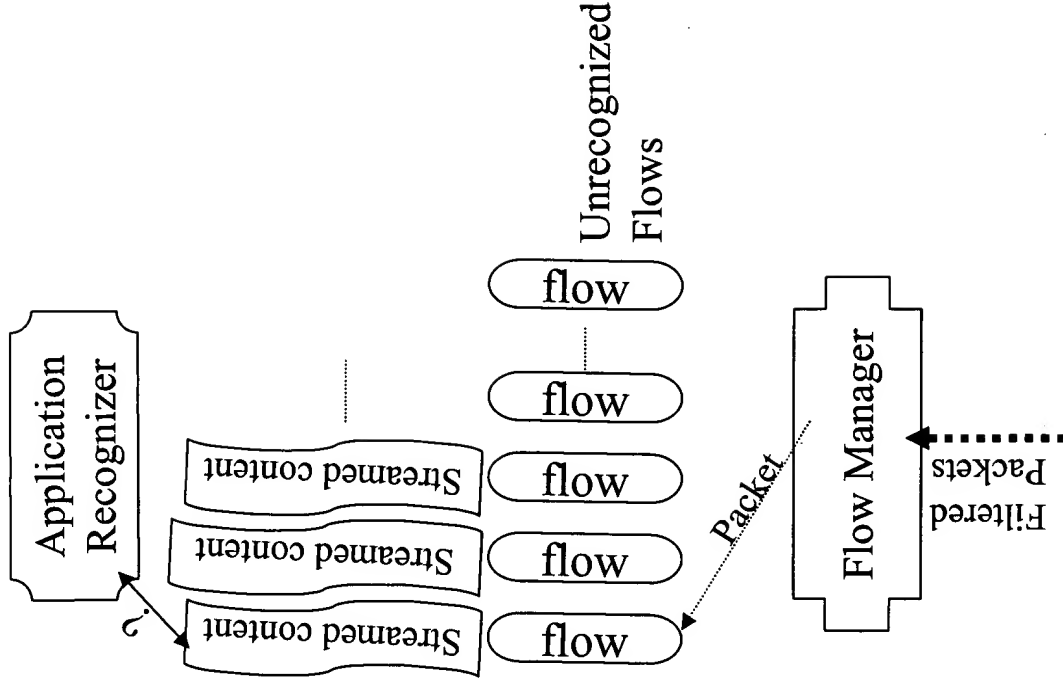 Application
Recognizer
?
Streamed content
Streamed content
Streamed content
flow
flow
flow
flow
flow
Unrecognized
Flows
Packet
Flow Manager
Filtered
Packets